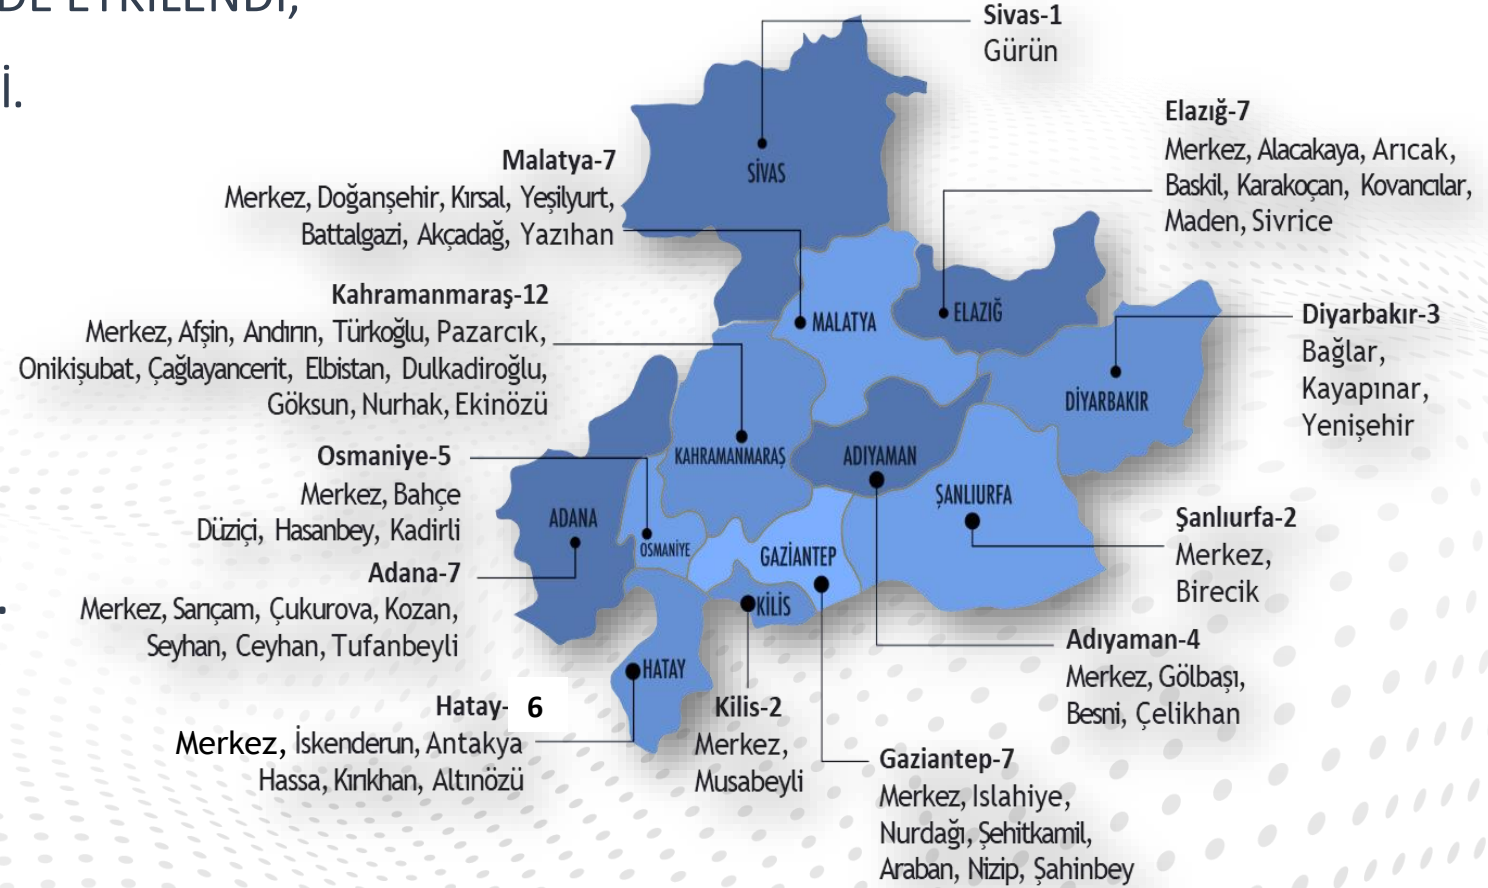 DE ETKİLENDİ,
İ.
Sivas-1
Gürün
Elazığ-7
Merkez, Alacakaya, Arıcak,
Baskil, Karakoçan, Kovancılar,
Maden, Sivrice
Malatya-7
Merkez, Doğanşehir, Kırsal, Yeşilyurt,
Battalgazi, Akçadağ, Yazıhan
Kahramanmaraş-12
Merkez, Afşin, Andırın, Türkoğlu, Pazarcık,
Onikişubat, Çağlayancerit, Elbistan, Dulkadiroğlu,
Göksun, Nurhak, Ekinözü
Diyarbakır-3
Bağlar,
Kayapınar,
Yenişehir
Osmaniye-5
Merkez, Bahçe
Düziçi, Hasanbey, Kadirli
Adana-7
Merkez, Sarıçam, Çukurova, Kozan,
Seyhan, Ceyhan, Tufanbeyli
Şanlıurfa-2
Merkez,
Birecik
Adıyaman-4
Merkez, Gölbaşı,
Besni, Çelikhan
Hatay- 6
Merkez, İskenderun, Antakya
Hassa, Kırıkhan, Altınözü
Kilis-2
Merkez,
Musabeyli
Gaziantep-7
Merkez, Islahiye,
Nurdağı, Şehitkamil,
Araban, Nizip, Şahinbey
SİVAS
MALATYA
ELAZIĞ
DİYARBAKIR
KAHRAMANMARAŞ
ADIYAMAN
ŞANLIURFA
ADANA
OSMANİYE
GAZİANTEP
KİLİS
HATAY